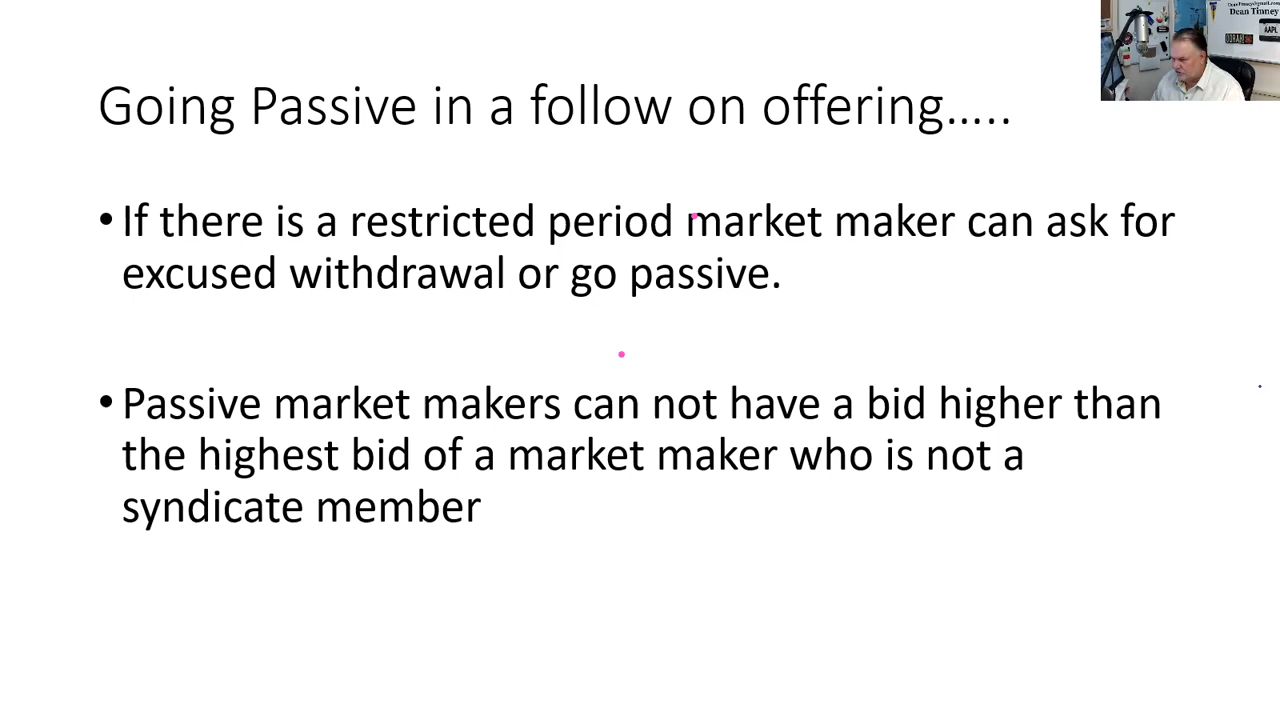 Dean Tinney
AAPL
Going Passive in a follow on offering.....
• If there is a restricted period market maker can ask for
excused withdrawal or go passive.
• Passive market makers can not have a bid higher than
the highest bid of a market maker who is not a
syndicate member